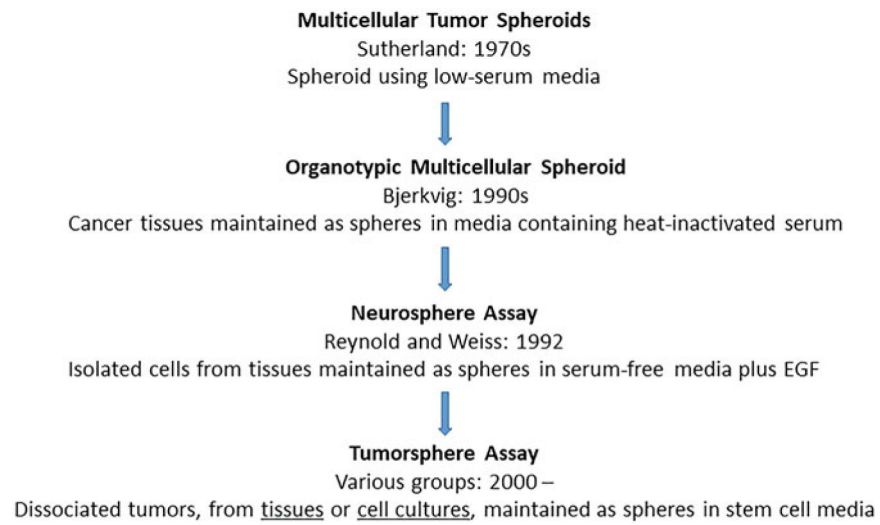 Multicellular Tumor Spheroids
Sutherland: 1970s
Spheroid using low-serum media
Organotypic Multicellular Spheroid
Bjerkvig: 1990s
Cancer tissues maintained as spheres in media containing heat-inactivated serum
Neurosphere Assay
Reynold and Weiss: 1992
Isolated cells from tissues maintained as spheres in serum-free media plus EGF
Tumorsphere Assay
Various groups: 2000 –
Dissociated tumors, from tissues or cell cultures, maintained as spheres in stem cell media